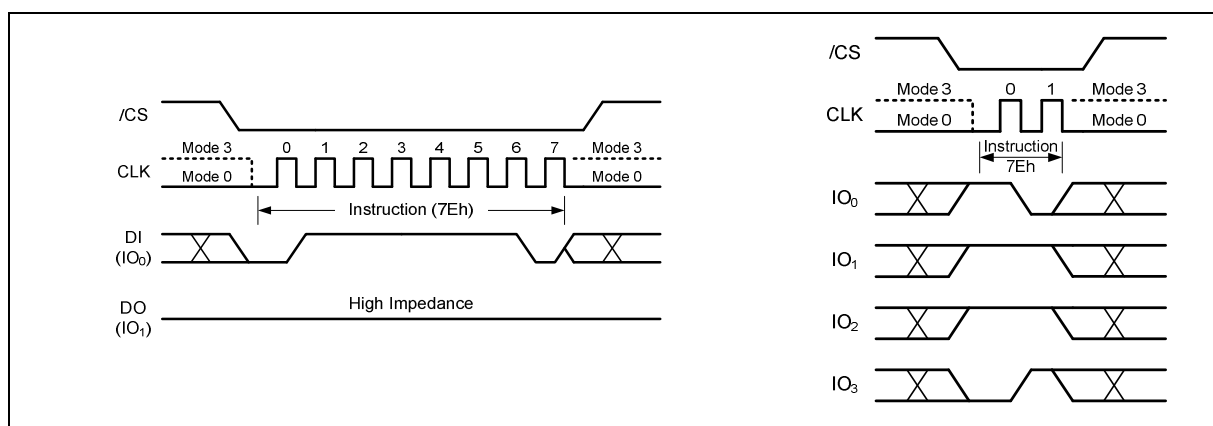 /CS
Mode 3 0 1 2 3 4 5 6 7 Mode 3
CLK
Mode 0 Mode 0
Instruction (7Eh)
DI
(IO₀)
High Impedance
DO
(IO₁)
/CS
Mode 3 0 1 Mode 3
CLK
Mode 0 Mode 0
Instruction
7Eh
IO₀
IO₁
IO₂
IO₃